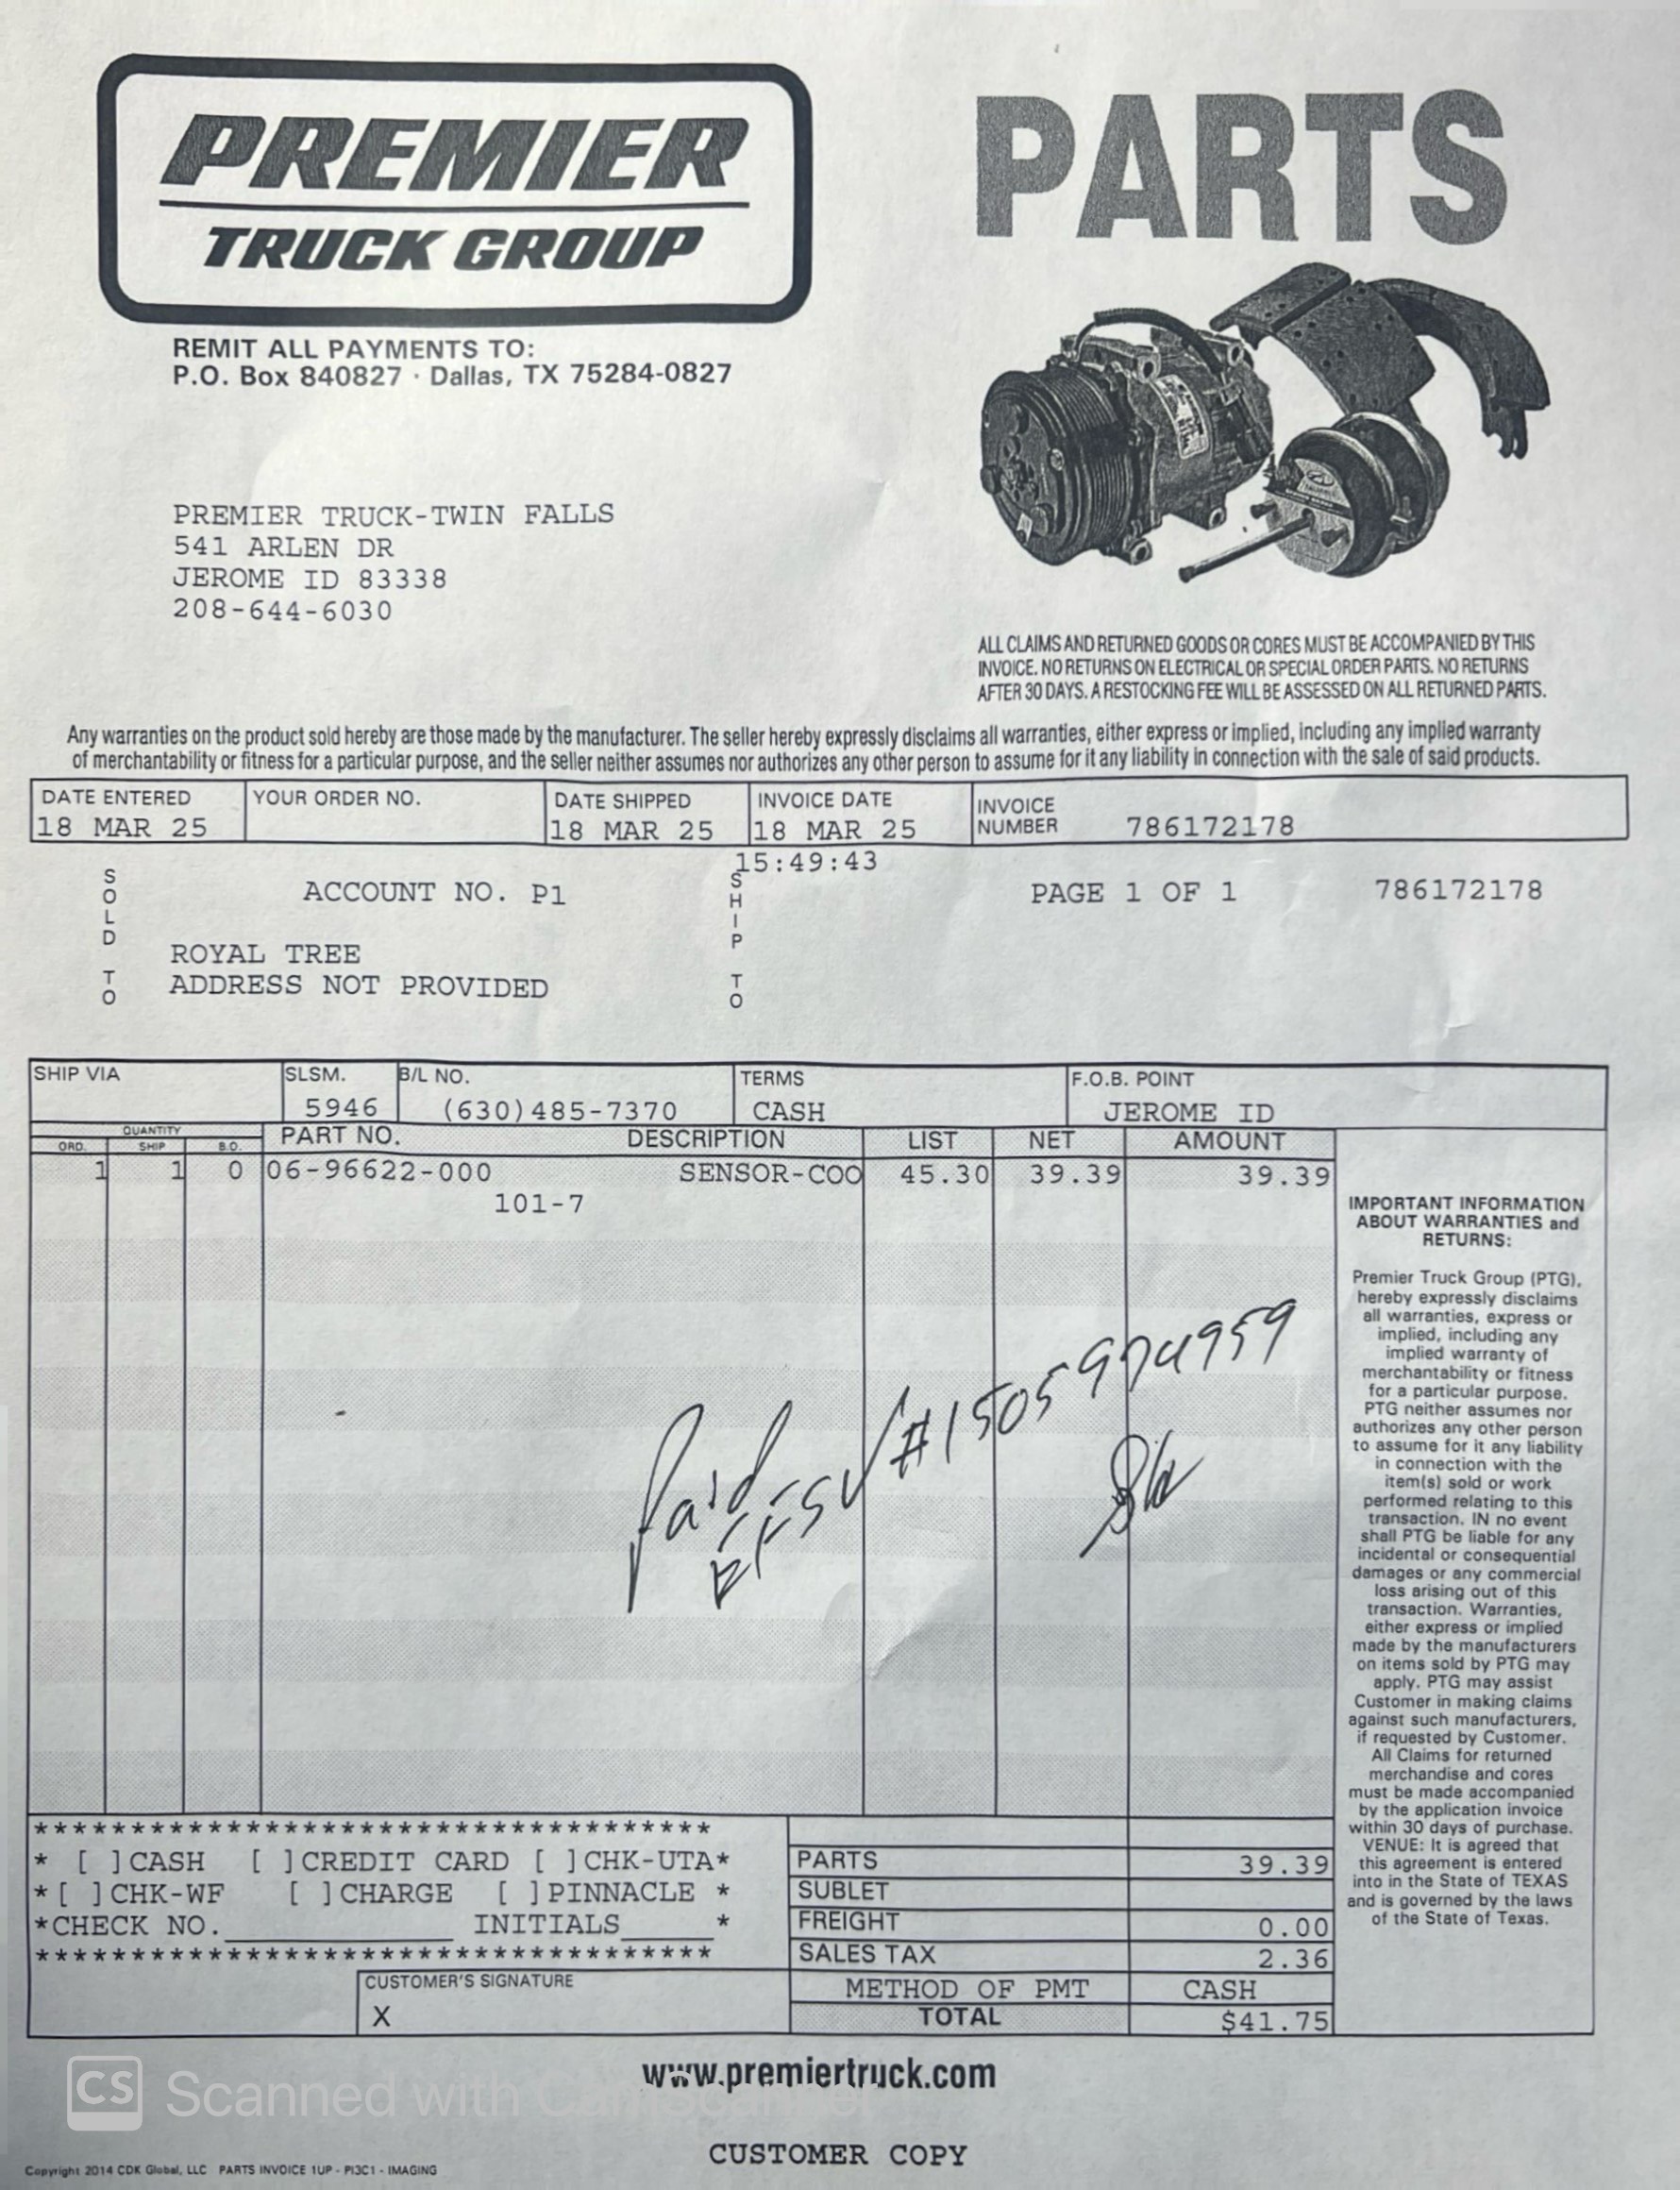 PREMIER
TRUCK GROUP
PARTS
REMIT ALL PAYMENTS TO:
P.O. Box 840827 · Dallas, TX 75284-0827
PREMIER TRUCK-TWIN FALLS
541 ARLEN DR
JEROME ID 83338
208-644-6030
ALL CLAIMS AND RETURNED GOODS OR CORES MUST BE ACCOMPANIED BY THIS
INVOICE. NO RETURNS ON ELECTRICAL OR SPECIAL ORDER PARTS. NO RETURNS
AFTER 30 DAYS. A RESTOCKING FEE WILL BE ASSESSED ON ALL RETURNED PARTS.
Any warranties on the product sold hereby are those made by the manufacturer. The seller hereby expressly disclaims all warranties, either express or implied, including any implied warranty
of merchantability or fitness for a particular purpose, and the seller neither assumes nor authorizes any other person to assume for it any liability in connection with the sale of said products.
DATE ENTERED YOUR ORDER NO. DATE SHIPPED INVOICE DATE INVOICE NUMBER 786172178
18 MAR 25 18 MAR 25 18 MAR 25
15:49:43
SOLD TO ACCOUNT NO. P1 SHIP TO PAGE 1 OF 1 786172178
ROYAL TREE
ADDRESS NOT PROVIDED
SHIP VIA SLSM. B/L NO. TERMS F.O.B. POINT
5946 (630)485-7370 CASH JEROME ID
QUANTITY PART NO. DESCRIPTION LIST NET AMOUNT
ORD. SHIP B.O.
1 1 0 06-96622-000 SENSOR-COO 45.30 39.39 39.39
101-7
Paid
#1505974959
IMPORTANT INFORMATION
ABOUT WARRANTIES and
RETURNS:
Premier Truck Group (PTG),
hereby expressly disclaims
all warranties, express or
implied, including any
implied warranty of
merchantability or fitness
for a particular purpose.
PTG neither assumes nor
authorizes any other person
to assume for it any liability
in connection with the
item(s) sold or work
performed relating to this
transaction. IN no event
shall PTG be liable for any
incidental or consequential
damages or any commercial
loss arising out of this
transaction. Warranties,
either express or implied
made by the manufacturers
on items sold by PTG may
apply. PTG may assist
Customer in making claims
against such manufacturers,
if requested by Customer.
All Claims for returned
merchandise and cores
must be made accompanied
by the application invoice
within 30 days of purchase.
VENUE: It is agreed that
this agreement is entered
into in the State of TEXAS
and is governed by the laws
of the State of Texas.
***********************************
* [ ]CASH [ ]CREDIT CARD [ ]CHK-UTA*
*[ ]CHK-WF [ ]CHARGE [ ]PINNACLE *
*CHECK NO.____________ INITIALS_____*
***********************************
CUSTOMER'S SIGNATURE
X
PARTS 39.39
SUBLET
FREIGHT 0.00
SALES TAX 2.36
METHOD OF PMT CASH
TOTAL $41.75
www.premiertruck.com
CS Scanned with CamScanner
CUSTOMER COPY
Copyright 2014 CDK Global, LLC PARTS INVOICE 1UP - PI3C1 - IMAGING